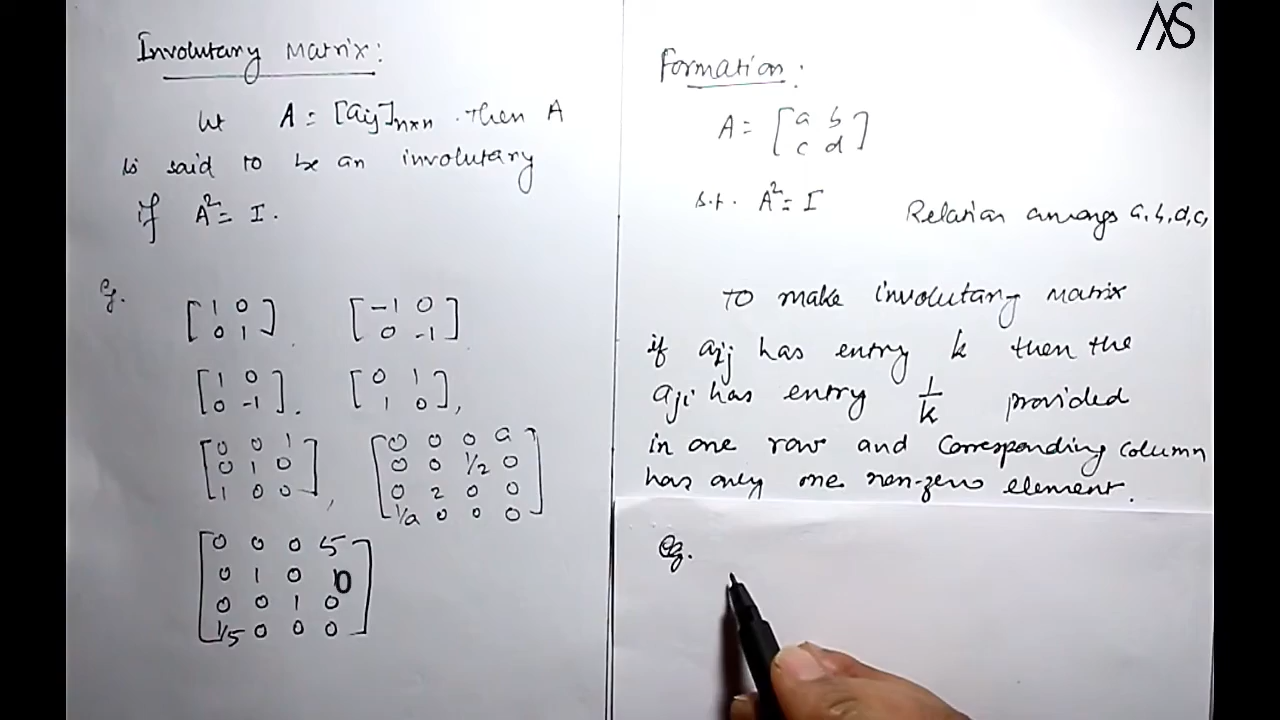 NS
Involutary Matrix:
Let A = [aij]nxn . Then A
is said to be an involutary
if A² = I.
eg.
[1 0
0 1],
[-1 0
0 -1]
[1 0
0 -1].
[0 1
1 0],
[0 0 1
0 1 0
1 0 0],
[0 0 0 a
0 0 1/2 0
0 2 0 0
1/a 0 0 0]
[0 0 0 5
0 1 0 0
0 0 1 0
1/5 0 0 0]
Formation:
A = [a b
c d]
s.t. A² = I
Relation amongs a, b, d, c,
To make involutary matrix
if aij has entry k then the
aji has entry 1/k provided
in one row and Corresponding column
has only one non-zero element.
eg.